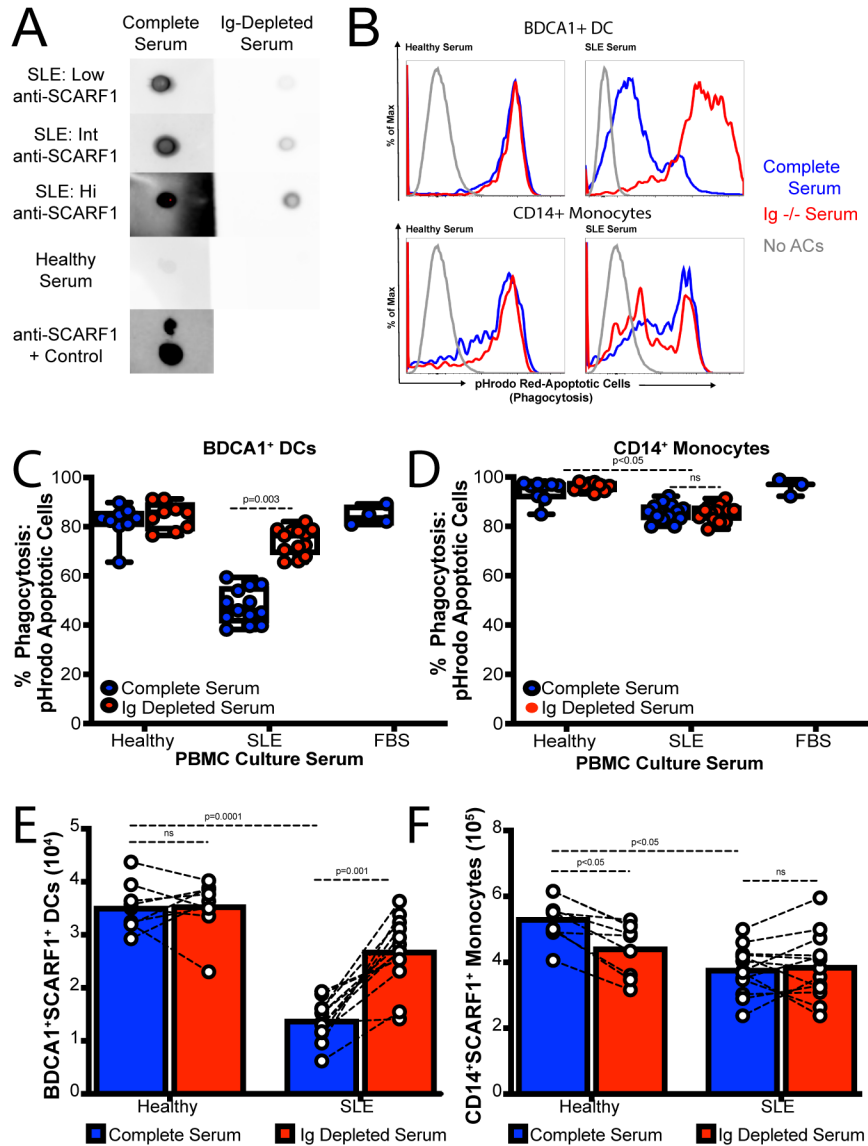 A
Complete Serum
Ig-Depleted Serum
SLE: Low anti-SCARF1
SLE: Int anti-SCARF1
SLE: Hi anti-SCARF1
Healthy Serum
anti-SCARF1 + Control
B
BDCA1+ DC
Healthy Serum
SLE Serum
% of Max
CD14+ Monocytes
Healthy Serum
SLE Serum
% of Max
pHrodo Red-Apoptotic Cells
(Phagocytosis)
Complete Serum
Ig -/- Serum
No ACs
C
BDCA1+ DCs
% Phagocytosis:
pHrodo Apoptotic Cells
100
80
60
40
20
0
p=0.003
Complete Serum
Ig Depleted Serum
Healthy
SLE
FBS
PBMC Culture Serum
D
CD14+ Monocytes
% Phagocytosis:
pHrodo Apoptotic Cells
100
80
60
40
20
0
p<0.05
ns
Complete Serum
Ig Depleted Serum
Healthy
SLE
FBS
PBMC Culture Serum
E
BDCA1+SCARF1+ DCs (10^4)
5
4
3
2
1
0
p=0.0001
ns
p=0.001
Healthy
SLE
Complete Serum
Ig Depleted Serum
F
CD14+SCARF1+ Monocytes (10^5)
8
6
4
2
0
p<0.05
p<0.05
ns
Healthy
SLE
Complete Serum
Ig Depleted Serum